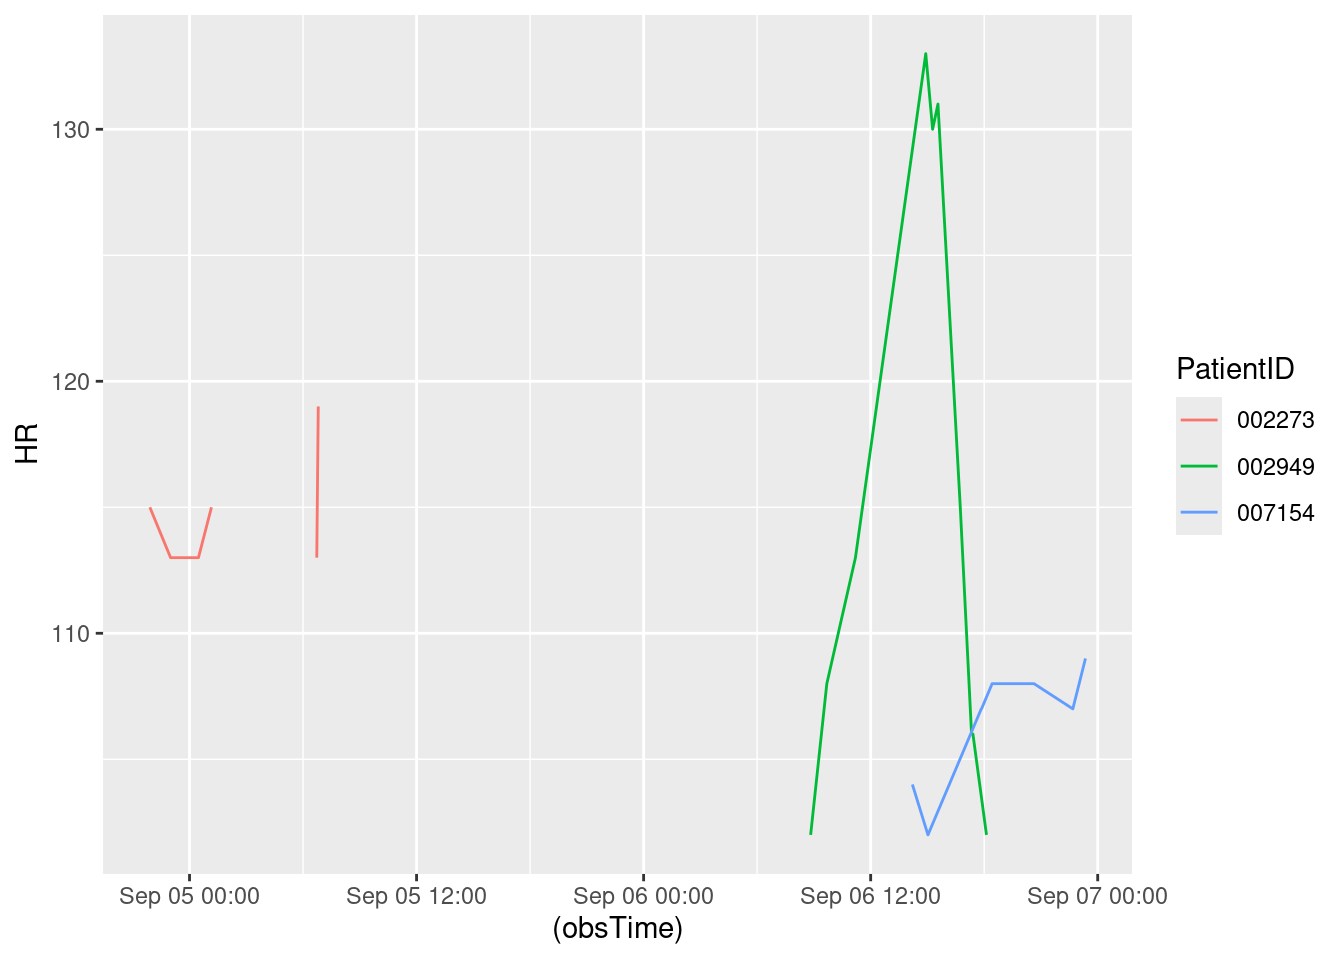 130
120
110
HR
Sep 05 00:00
Sep 05 12:00
Sep 06 00:00
Sep 06 12:00
Sep 07 00:00
(obsTime)
PatientID
002273
002949
007154